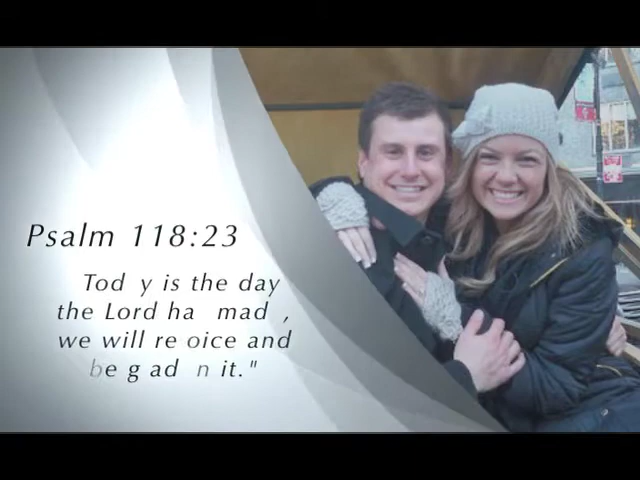 Psalm 118:23
Tod y is the day
the Lord ha mad ,
we will re oice and
be g ad n it."